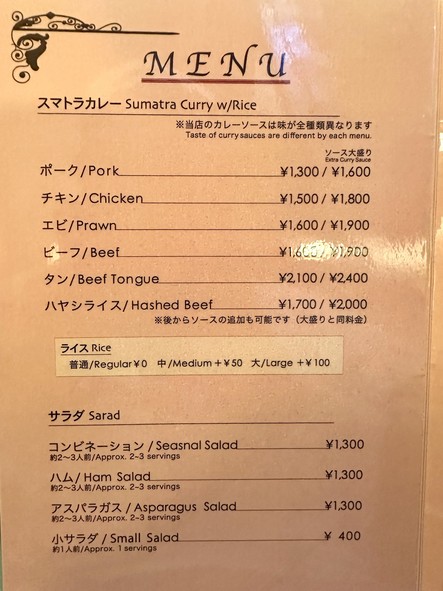 MENU
スマトラカレー Sumatra Curry w/Rice
※当店のカレーソースは味が全種類異なります
Taste of curry sauces are different by each menu.
ソース大盛り
Extra Curry Sauce
ポーク/Pork ¥1,300 / ¥1,600
チキン/Chicken ¥1,500 / ¥1,800
エビ/Prawn ¥1,600 / ¥1,900
ビーフ/Beef ¥1,600 / ¥1,900
タン/Beef Tongue ¥2,100 / ¥2,400
ハヤシライス/Hashed Beef ¥1,700 / ¥2,000
※後からソースの追加も可能です（大盛りと同料金）
ライス Rice
普通/Regular¥0 中/Medium+¥50 大/Large +¥100
サラダ Sarad
コンビネーション / Seasnal Salad ¥1,300
約2~3人前/Approx. 2~3 servings
ハム/ Ham Salad ¥1,300
約2~3人前/Approx. 2~3 servings
アスパラガス / Asparagus Salad ¥1,300
約2~3人前/Approx. 2~3 servings
小サラダ/ Small Salad ¥ 400
約1人前/Approx. 1 servings